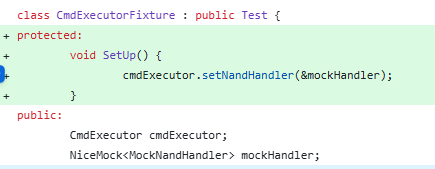 class CmdExecutorFixture : public Test {
+ protected:
+ void SetUp() {
+ cmdExecutor.setNandHandler(&mockHandler);
+ }
public:
CmdExecutor cmdExecutor;
NiceMock<MockNandHandler> mockHandler;